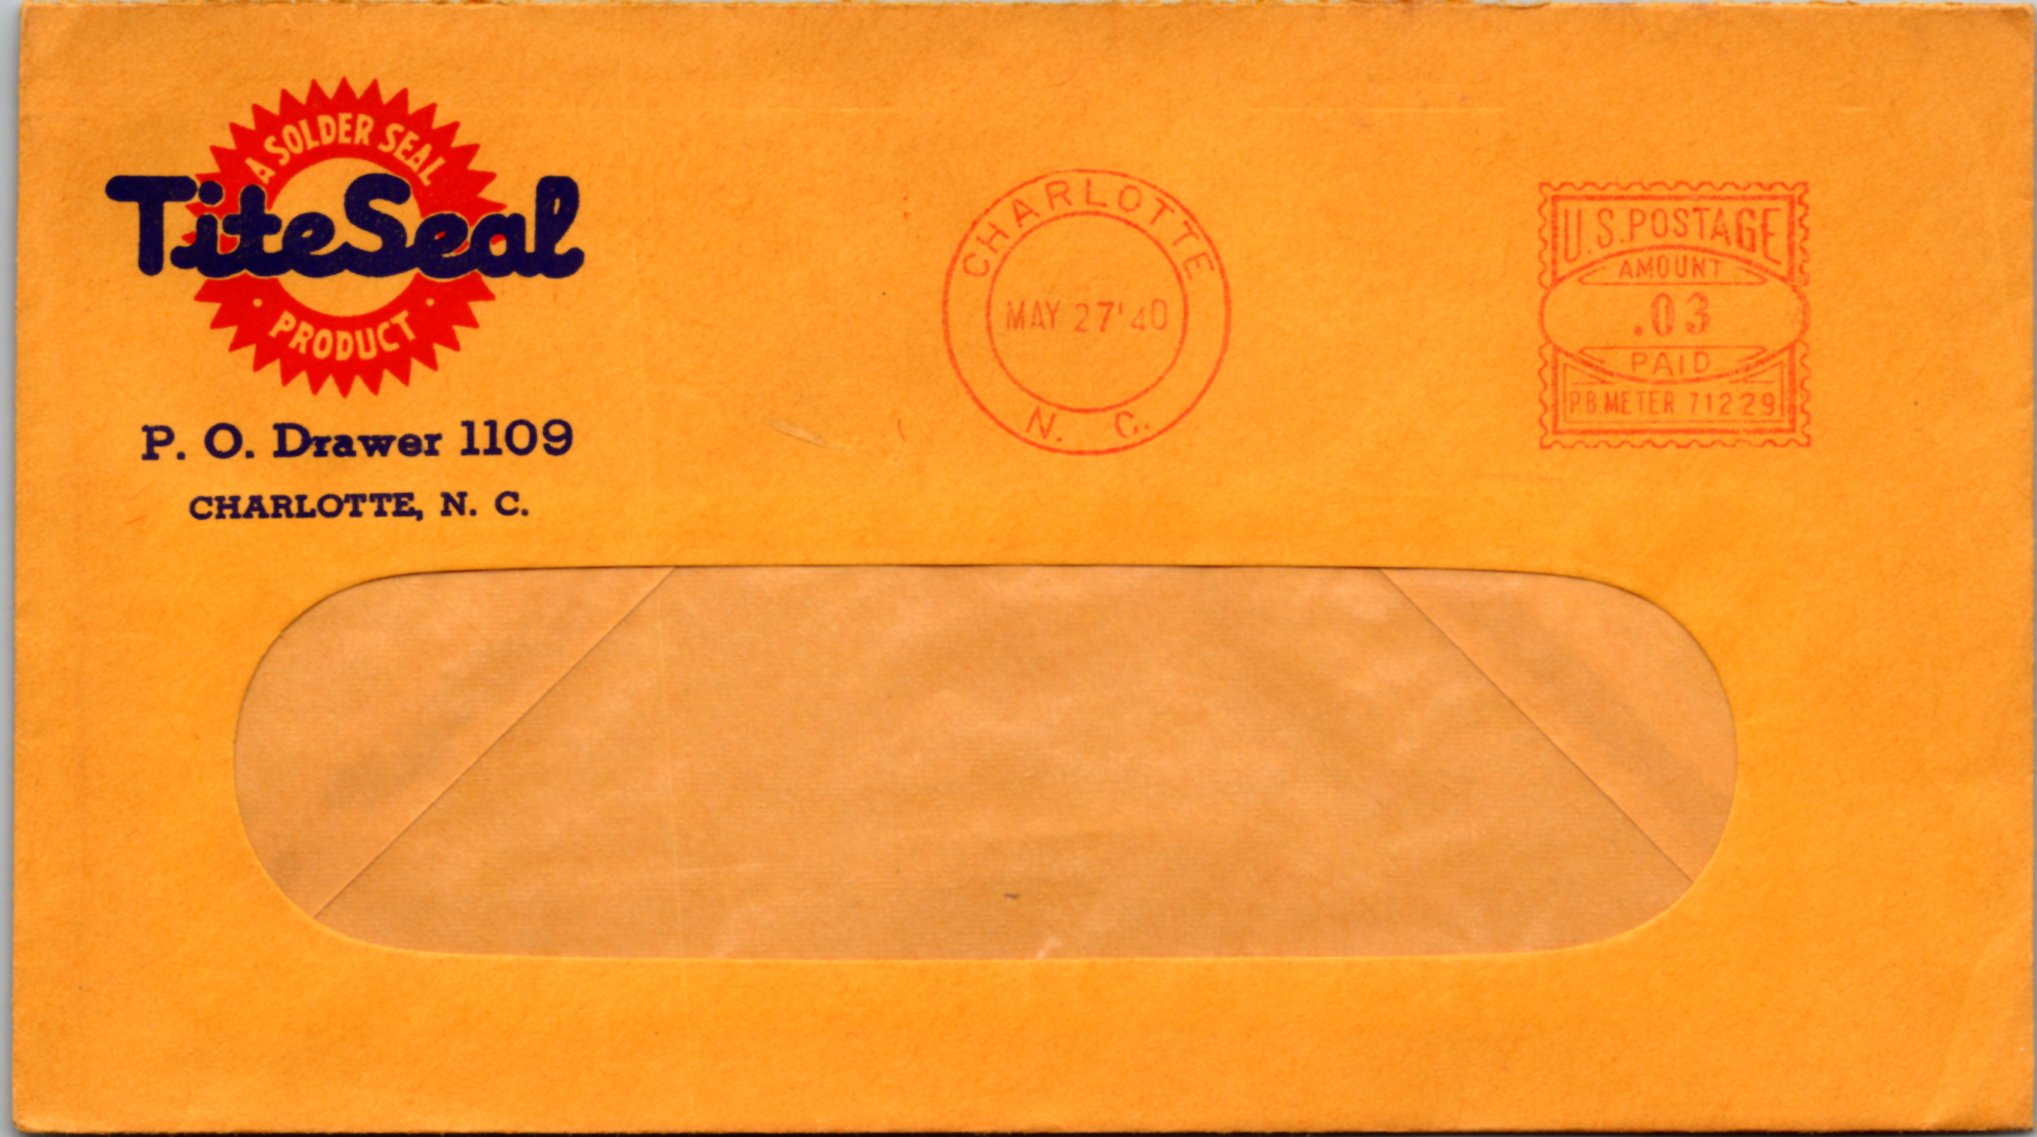 A SOLDER SEAL
TiteSeal
PRODUCT
P. O. Drawer 1109
CHARLOTTE, N. C.
CHARLOTTE
MAY 27'40
N. C.
U.S. POSTAGE
AMOUNT
.03
PAID
P.B. METER 71229